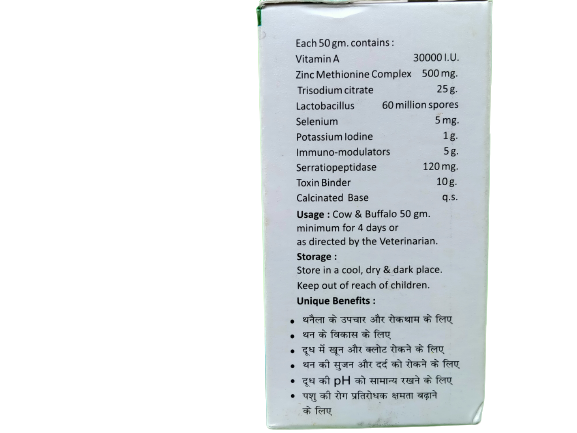 Each 50 gm. contains :
Vitamin A 30000 I.U.
Zinc Methionine Complex 500 mg.
Trisodium citrate 25 g.
Lactobacillus 60 million spores
Selenium 5 mg.
Potassium Iodine 1 g.
Immuno-modulators 5 g.
Serratiopeptidase 120 mg.
Toxin Binder 10 g.
Calcinated Base q.s.
Usage : Cow & Buffalo 50 gm.
minimum for 4 days or
as directed by the Veterinarian.
Storage :
Store in a cool, dry & dark place.
Keep out of reach of children.
Unique Benefits :
• थनैला के उपचार और रोकथाम के लिए
• थन के विकास के लिए
• दूध में खून और क्लोट रोकने के लिए
• थन की सुजन और दर्द को रोकने के लिए
• दूध की pH को सामान्य रखने के लिए
• पशु की रोग प्रतिरोधक क्षमता बढ़ाने
के लिए